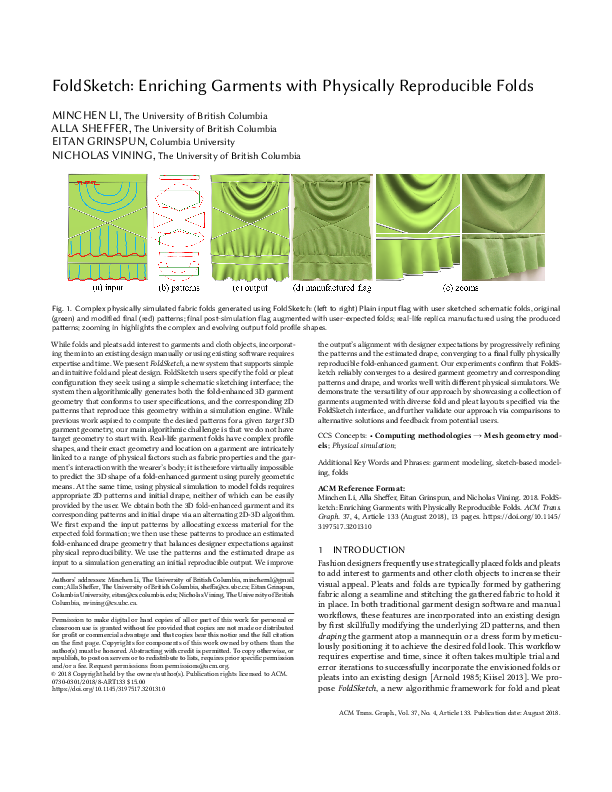 FoldSketch: Enriching Garments with Physically Reproducible Folds
MINCHEN LI, The University of British Columbia
ALLA SHEFFER, The University of British Columbia
EITAN GRINSPUN, Columbia University
NICHOLAS VINING, The University of British Columbia
(a) input (b) patterns (c) output (d) manufactured flag (e) zooms
Fig. 1. Complex physically simulated fabric folds generated using FoldSketch: (left to right) Plain input flag with user sketched schematic folds, original
(green) and modified final (red) patterns; final post-simulation flag augmented with user-expected folds; real-life replica manufactured using the produced
patterns; zooming in highlights the complex and evolving output fold profile shapes.
While folds and pleats add interest to garments and cloth objects, incorporat-
ing them into an existing design manually or using existing software requires
expertise and time. We present FoldSketch, a new system that supports simple
and intuitive fold and pleat design. FoldSketch users specify the fold or pleat
configuration they seek using a simple schematic sketching interface; the
system then algorithmically generates both the fold-enhanced 3D garment
geometry that conforms to user specifications, and the corresponding 2D
patterns that reproduce this geometry within a simulation engine. While
previous work aspired to compute the desired patterns for a given target 3D
garment geometry, our main algorithmic challenge is that we do not have
target geometry to start with. Real-life garment folds have complex profile
shapes, and their exact geometry and location on a garment are intricately
linked to a range of physical factors such as fabric properties and the gar-
ment's interaction with the wearer's body; it is therefore virtually impossible
to predict the 3D shape of a fold-enhanced garment using purely geometric
means. At the same time, using physical simulation to model folds requires
appropriate 2D patterns and initial drape, neither of which can be easily
provided by the user. We obtain both the 3D fold-enhanced garment and its
corresponding patterns and initial drape via an alternating 2D-3D algorithm.
We first expand the input patterns by allocating excess material for the
expected fold formation; we then use these patterns to produce an estimated
fold-enhanced drape geometry that balances designer expectations against
physical reproducibility. We use the patterns and the estimated drape as
input to a simulation generating an initial reproducible output. We improve
Authors' addresses: Minchen Li, The University of British Columbia, minchernl@gmail.
com; Alla Sheffer, The University of British Columbia, sheffa@cs.ubc.ca; Eitan Grinspun,
Columbia University, eitan@cs.columbia.edu; Nicholas Vining, The University of British
Columbia, nvining@cs.ubc.ca.
Permission to make digital or hard copies of all or part of this work for personal or
classroom use is granted without fee provided that copies are not made or distributed
for profit or commercial advantage and that copies bear this notice and the full citation
on the first page. Copyrights for components of this work owned by others than the
author(s) must be honored. Abstracting with credit is permitted. To copy otherwise, or
republish, to post on servers or to redistribute to lists, requires prior specific permission
and/or a fee. Request permissions from permissions@acm.org.
© 2018 Copyright held by the owner/author(s). Publication rights licensed to ACM.
0730-0301/2018/8-ART133 $15.00
https://doi.org/10.1145/3197517.3201310
the output's alignment with designer expectations by progressively refining
the patterns and the estimated drape, converging to a final fully physically
reproducible fold-enhanced garment. Our experiments confirm that FoldS-
ketch reliably converges to a desired garment geometry and corresponding
patterns and drape, and works well with different physical simulators. We
demonstrate the versatility of our approach by showcasing a collection of
garments augmented with diverse fold and pleat layouts specified via the
FoldSketch interface, and further validate our approach via comparisons to
alternative solutions and feedback from potential users.
CCS Concepts: • Computing methodologies → Mesh geometry mod-
els; Physical simulation;
Additional Key Words and Phrases: garment modeling, sketch-based model-
ing, folds
ACM Reference Format:
Minchen Li, Alla Sheffer, Eitan Grinspun, and Nicholas Vining. 2018. FoldS-
ketch: Enriching Garments with Physically Reproducible Folds. ACM Trans.
Graph. 37, 4, Article 133 (August 2018), 13 pages. https://doi.org/10.1145/
3197517.3201310
1 INTRODUCTION
Fashion designers frequently use strategically placed folds and pleats
to add interest to garments and other cloth objects to increase their
visual appeal. Pleats and folds are typically formed by gathering
fabric along a seamline and stitching the gathered fabric to hold it
in place. In both traditional garment design software and manual
workflows, these features are incorporated into an existing design
by first skillfully modifying the underlying 2D patterns, and then
draping the garment atop a mannequin or a dress form by meticu-
lously positioning it to achieve the desired fold look. This workflow
requires expertise and time, since it often takes multiple trial and
error iterations to successfully incorporate the envisioned folds or
pleats into an existing design [Arnold 1985; Kiisel 2013]. We pro-
pose FoldSketch, a new algorithmic framework for fold and pleat
ACM Trans. Graph., Vol. 37, No. 4, Article 133. Publication date: August 2018.